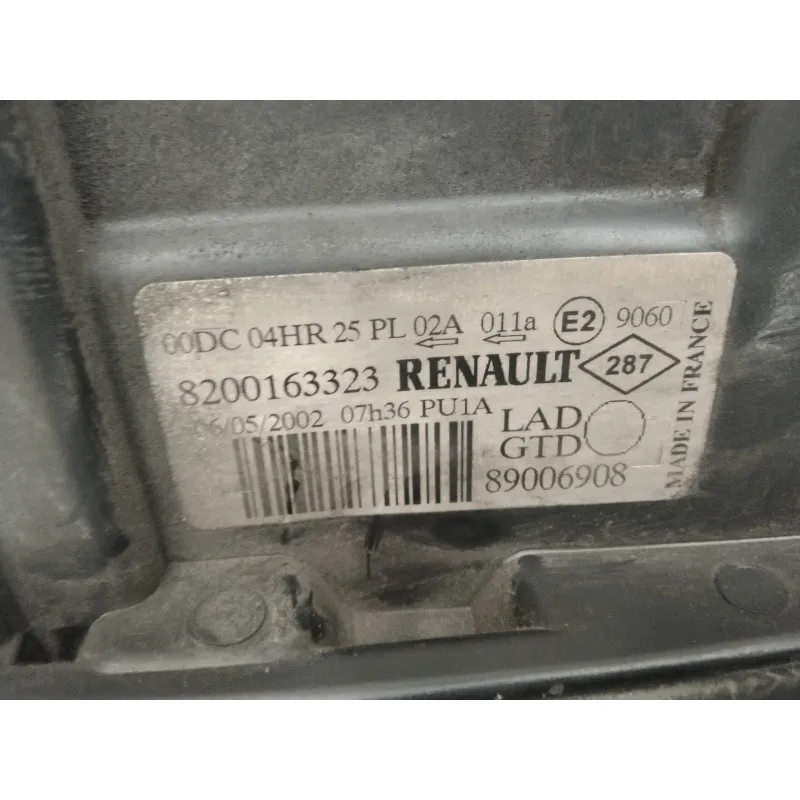 00DC 04HR 25 PL 02A 011a E2 9060
8200163323 RENAULT 287
06/05/2002 07h36 PU1A LAD
GTD
89006908
MADE IN FRANCE